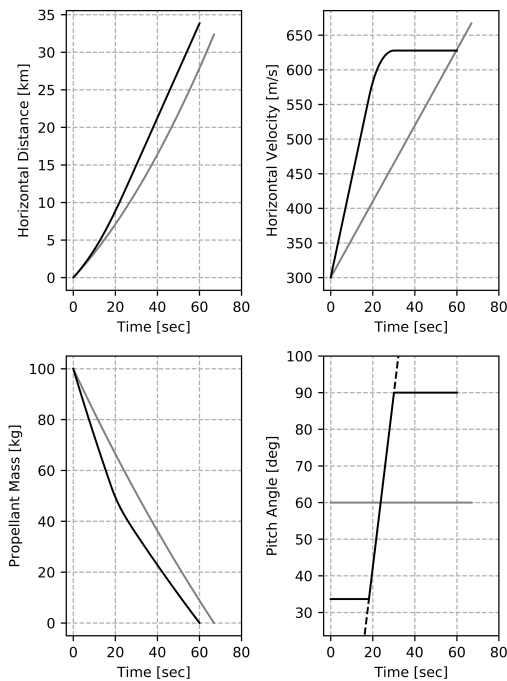 Horizontal Distance [km]
35
30
25
20
15
10
5
0
0 20 40 60 80
Time [sec]
Horizontal Velocity [m/s]
650
600
550
500
450
400
350
300
0 20 40 60 80
Time [sec]
Propellant Mass [kg]
100
80
60
40
20
0
0 20 40 60 80
Time [sec]
Pitch Angle [deg]
100
90
80
70
60
50
40
30
0 20 40 60 80
Time [sec]